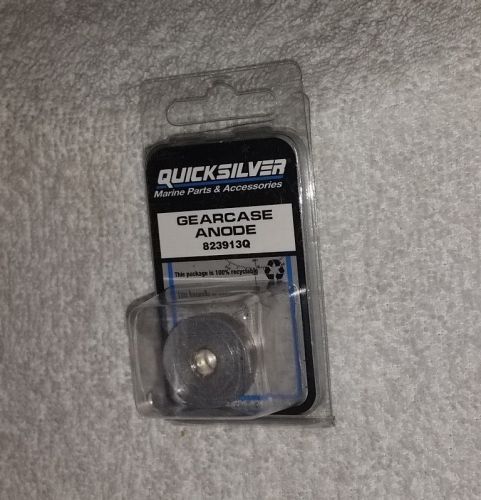 QUICKSILVER
Marine Parts & Accessories
GEARCASE
ANODE
823913Q
This package is 100% recyclable